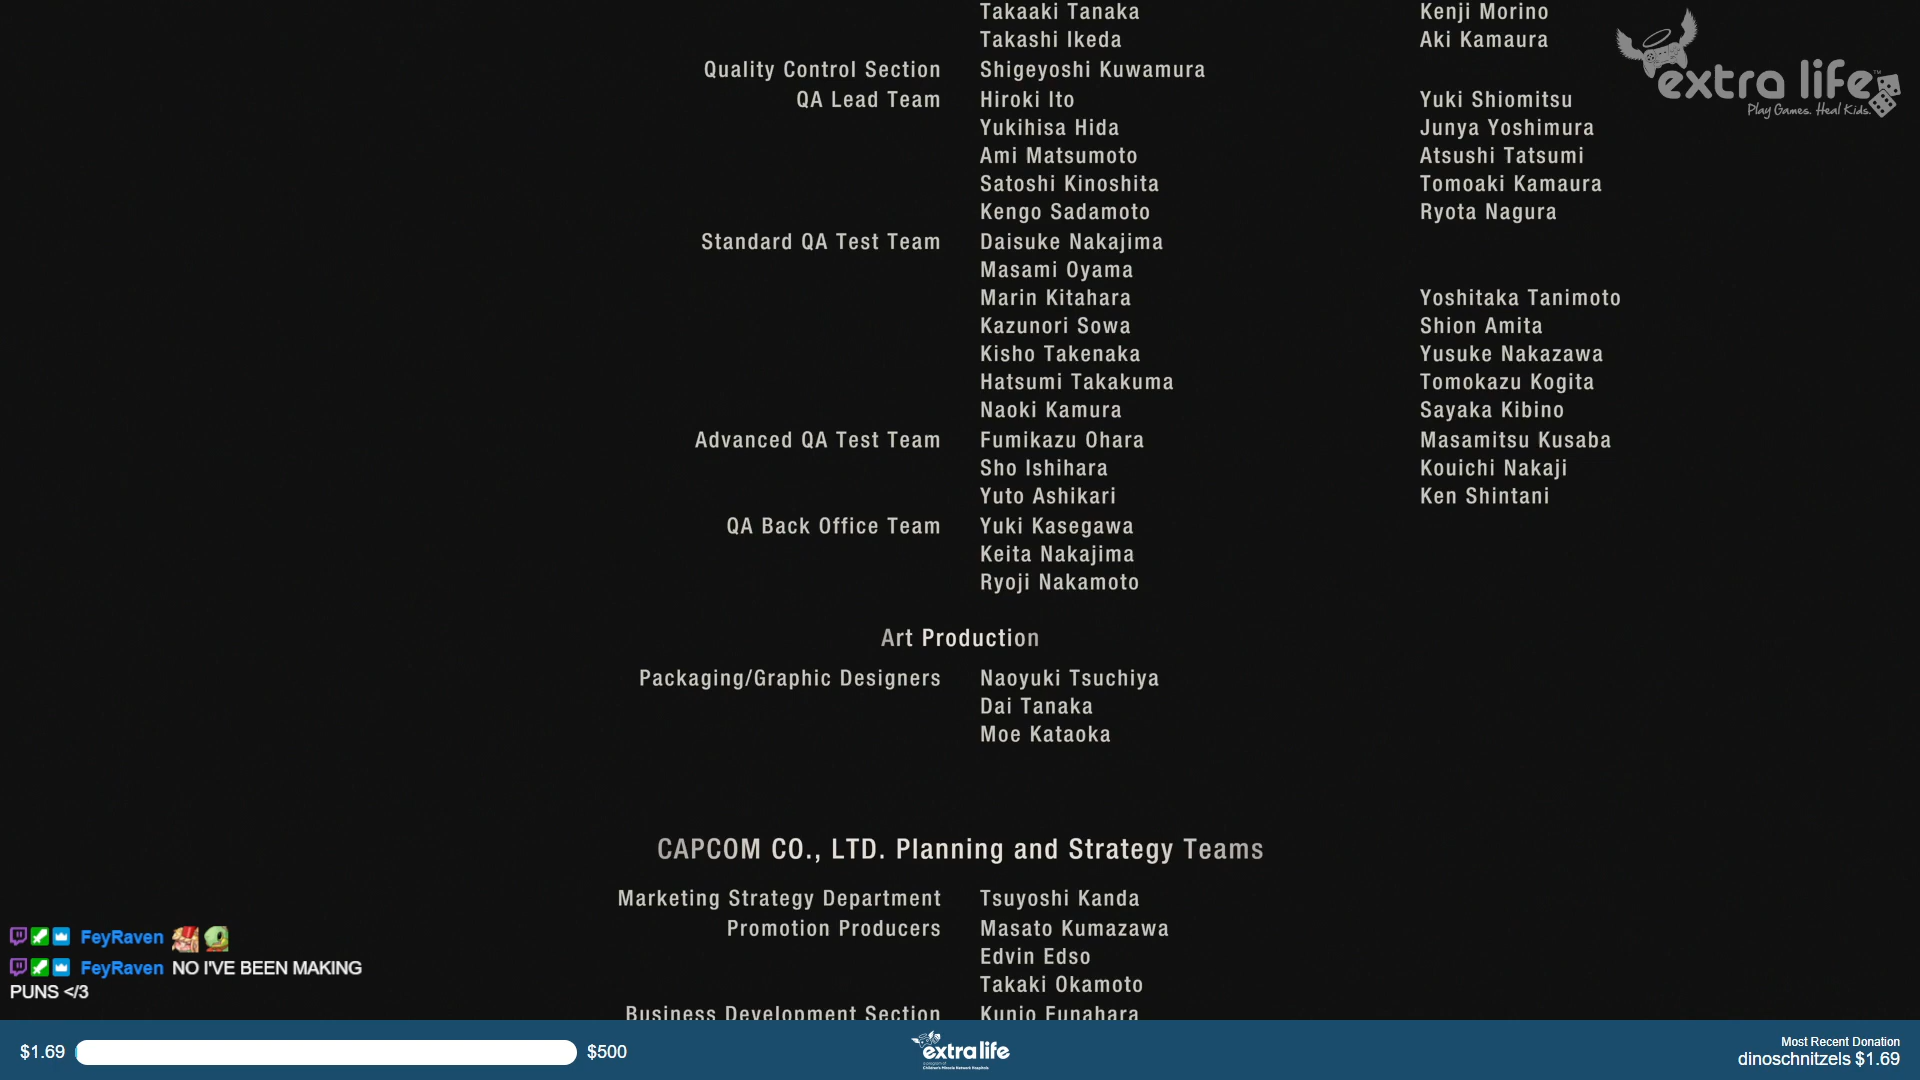 Takaaki Tanaka Kenji Morino
Takashi Ikeda Aki Kamaura
Quality Control Section Shigeyoshi Kuwamura
QA Lead Team Hiroki Ito Yuki Shiomitsu
Yukihisa Hida Junya Yoshimura
Ami Matsumoto Atsushi Tatsumi
Satoshi Kinoshita Tomoaki Kamaura
Kengo Sadamoto Ryota Nagura
Standard QA Test Team Daisuke Nakajima
Masami Oyama
Marin Kitahara Yoshitaka Tanimoto
Kazunori Sowa Shion Amita
Kisho Takenaka Yusuke Nakazawa
Hatsumi Takakuma Tomokazu Kogita
Naoki Kamura Sayaka Kibino
Advanced QA Test Team Fumikazu Ohara Masamitsu Kusaba
Sho Ishihara Kouichi Nakaji
Yuto Ashikari Ken Shintani
QA Back Office Team Yuki Kasegawa
Keita Nakajima
Ryoji Nakamoto
Art Production
Packaging/Graphic Designers Naoyuki Tsuchiya
Dai Tanaka
Moe Kataoka
CAPCOM CO., LTD. Planning and Strategy Teams
Marketing Strategy Department Tsuyoshi Kanda
Promotion Producers Masato Kumazawa
Edvin Edso
Takaki Okamoto
Business Development Section Kunio Funahara
extra life™
Play Games. Heal Kids.
FeyRaven
FeyRaven NO I'VE BEEN MAKING
PUNS </3
$1.69 $500
extra life
Children's Miracle Network Hospitals
Most Recent Donation
dinoschnitzels $1.69